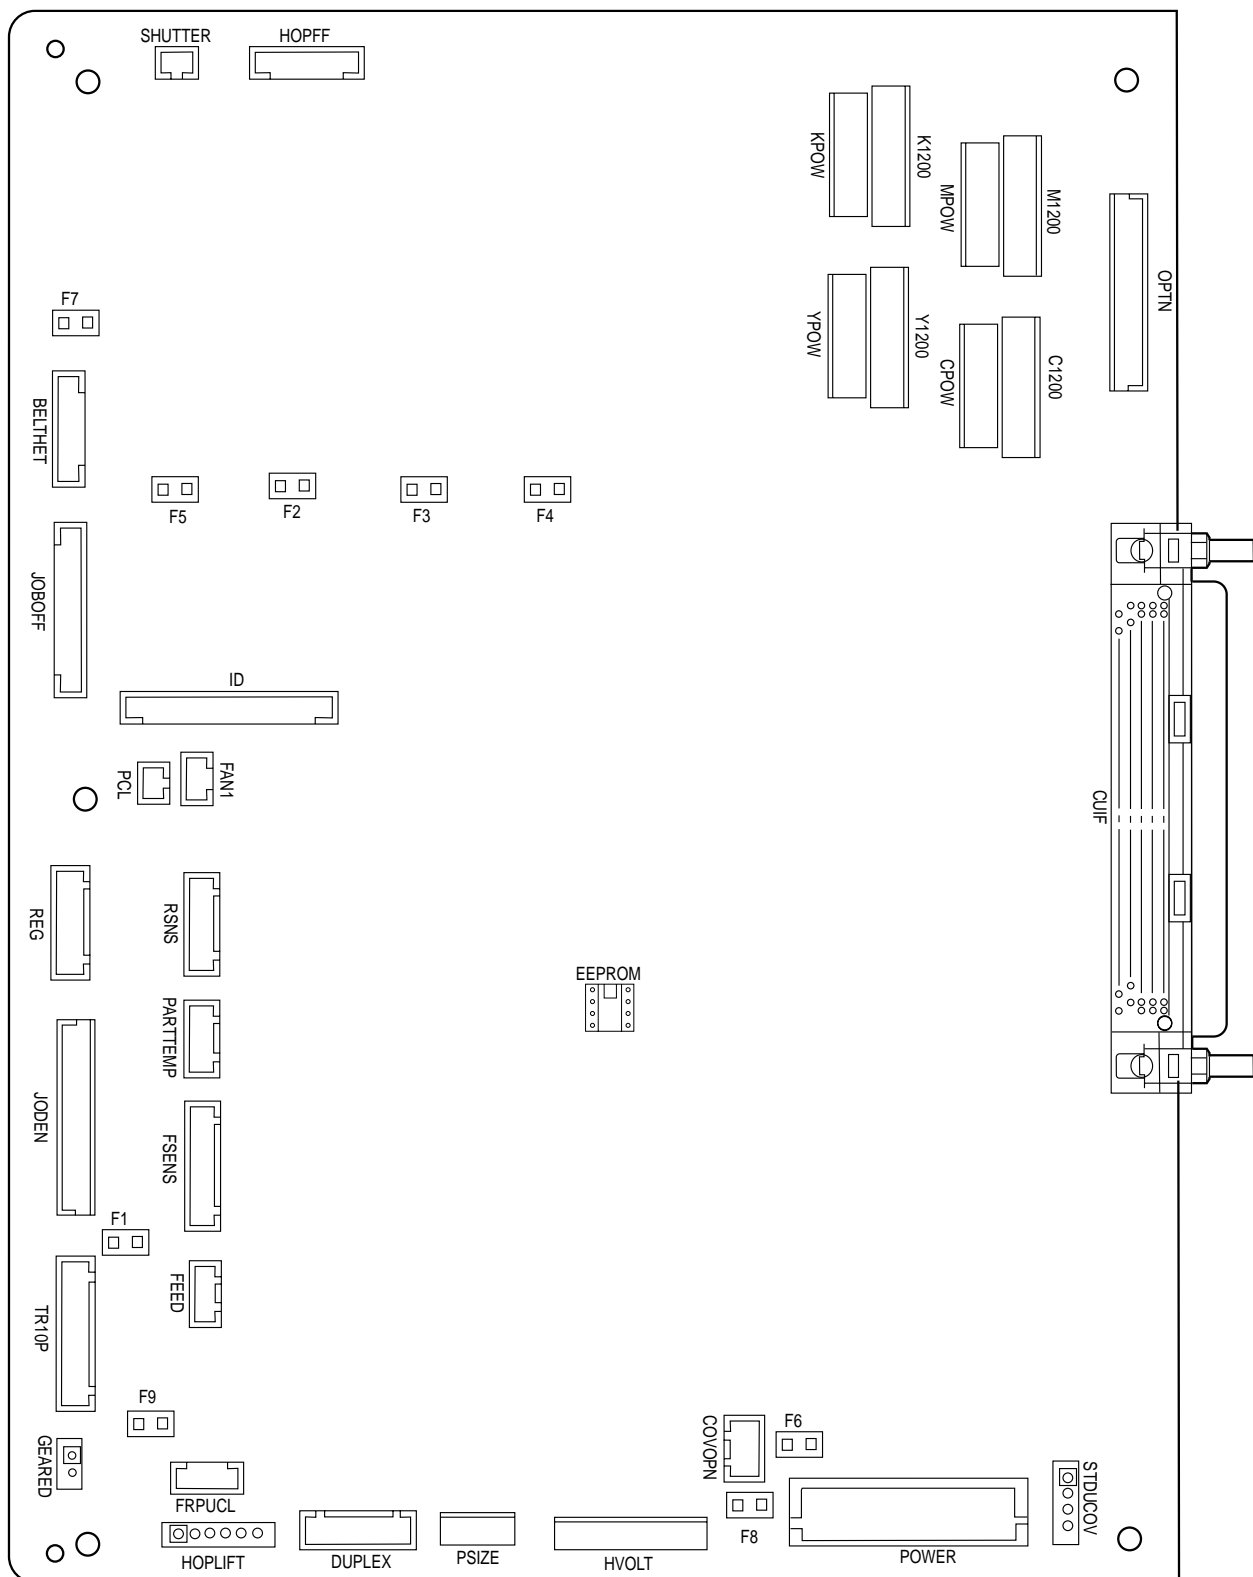 SHUTTER
HOPFF
KPOW
K1200
MPOW
M1200
OPTN
F7
YPOW
Y1200
CPOW
C1200
BELTHET
F5
F2
F3
F4
JOBOFF
ID
PCL
FAN1
CUIF
REG
RSNS
EEPROM
PARTTEMP
JODEN
FSENS
F1
FEED
TR10P
F9
COVOPN
F6
GEARED
STDUCOV
FRPUCL
F8
HOPLIFT
DUPLEX
PSIZE
HVOLT
POWER